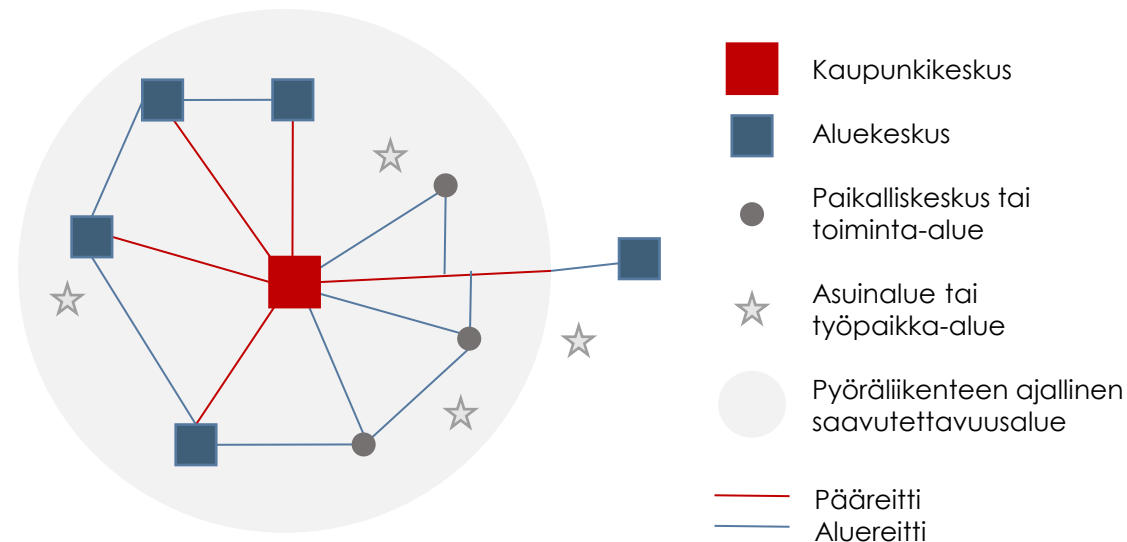 Kaupunkikeskus
Aluekeskus
Paikalliskeskus tai
toiminta-alue
Asuinalue tai
työpaikka-alue
Pyöräliikenteen ajallinen
saavutettavuusalue
Pääreitti
Aluereitti